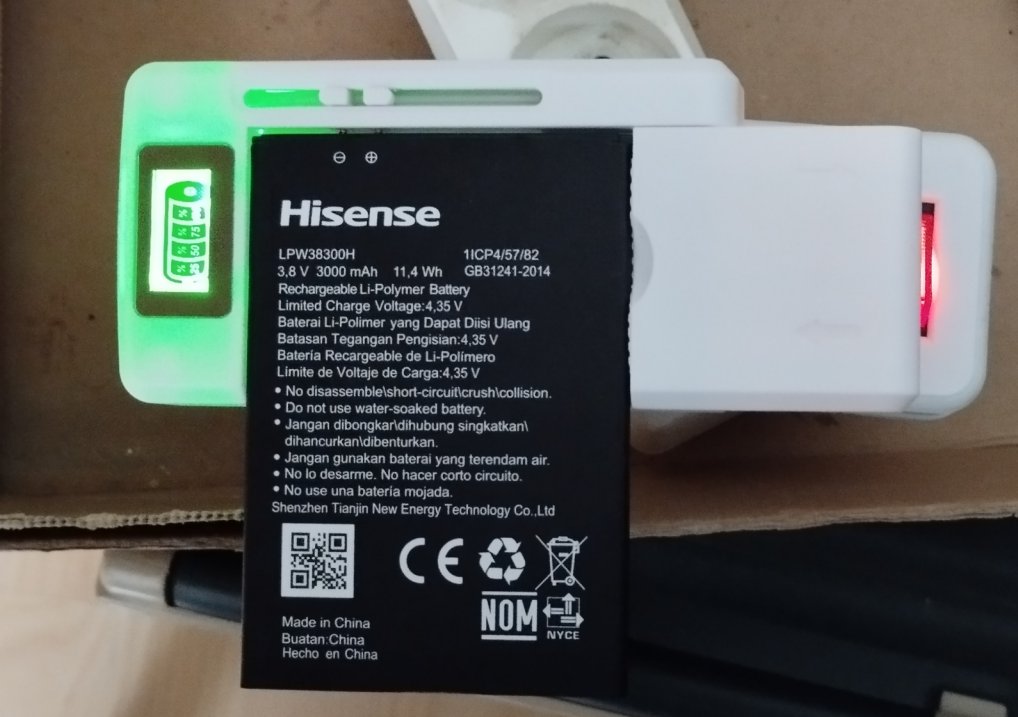 ⊖ ⊕
Hisense
LPW38300H 1ICP4/57/82
3,8 V 3000 mAh 11,4 Wh GB31241-2014
Rechargeable Li-Polymer Battery
Limited Charge Voltage:4,35 V
Baterai Li-Polimer yang Dapat Diisi Ulang
Batasan Tegangan Pengisian:4,35 V
Batería Recargeable de Li-Polímero
Limite de Voltaje de Carga:4,35 V
• No disassemble\short-circuit\crush\collision.
• Do not use water-soaked battery.
• Jangan dibongkar\dihubung singkatkan\
dihancurkan\dibenturkan.
• Jangan gunakan baterai yang terendam air.
• No lo desarme. No hacer corto circuito.
• No use una batería mojada.
Shenzhen Tianjin New Energy Technology Co.,Ltd
CE
NOM
NYCE
Made in China
Buatan:China
Hecho en China